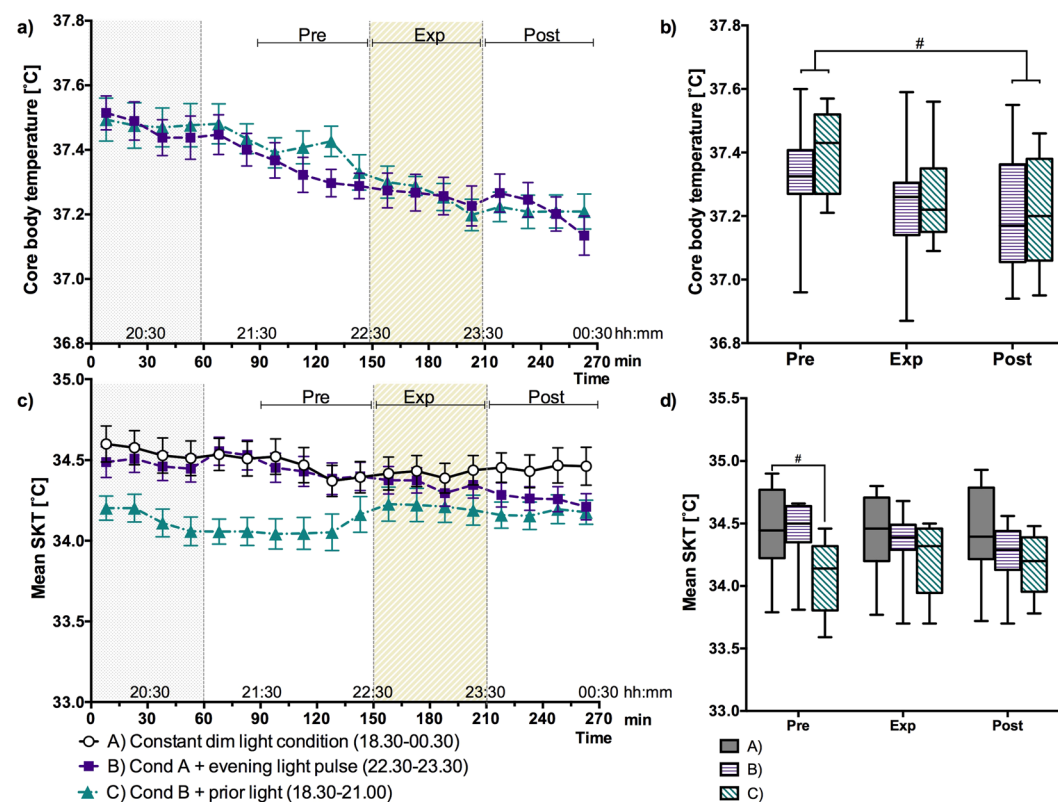 a)
Core body temperature [°C]
37.8
37.6
37.4
37.2
37.0
36.8
Pre
Exp
Post
20:30
21:30
22:30
23:30
00:30 hh:mm
0
30
60
90
120
150
180
210
240
270
min
Time
b)
#
Core body temperature [°C]
37.8
37.6
37.4
37.2
37.0
36.8
Pre
Exp
Post
c)
Mean SKT [°C]
35.0
34.5
34.0
33.5
33.0
Pre
Exp
Post
20:30
21:30
22:30
23:30
00:30 hh:mm
0
30
60
90
120
150
180
210
240
270
min
Time
A) Constant dim light condition (18.30-00.30)
B) Cond A + evening light pulse (22.30-23.30)
C) Cond B + prior light (18.30-21.00)
d)
#
Mean SKT [°C]
35.5
35.0
34.5
34.0
33.5
33.0
Pre
Exp
Post
A)
B)
C)